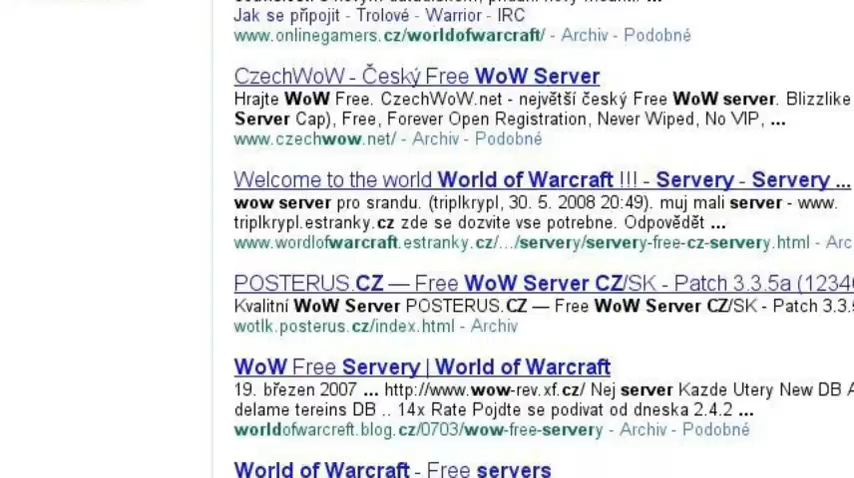 Jak se připojit - Trolové - Warrior - IRC
www.onlinegamers.cz/worldofwarcraft/ - Archiv - Podobné
CzechWoW - Český Free WoW Server
Hrajte WoW Free. CzechWoW.net - největší český Free WoW server. Blizzlike
Server Cap), Free, Forever Open Registration, Never Wiped, No VIP, ...
www.czechwow.net/ - Archiv - Podobné
Welcome to the world World of Warcraft !!! - Servery - Servery ...
wow server pro srandu. (triplkrypl, 30. 5. 2008 20:49). muj mali server - www.
triplkrypl.estranky.cz zde se dozvite vse potrebne. Odpovědět ...
www.wordlofwarcraft.estranky.cz/.../servery/servery-free-cz-servery.html - Arc
POSTERUS.CZ — Free WoW Server CZ/SK - Patch 3.3.5a (1234
Kvalitní WoW Server POSTERUS.CZ — Free WoW Server CZ/SK - Patch 3.3.
wotlk.posterus.cz/index.html - Archiv
WoW Free Servery | World of Warcraft
19. březen 2007 ... http://www.wow-rev.xf.cz/ Nej server Kazde Utery New DB A
delame tereins DB .. 14x Rate Pojdte se podivat od dneska 2.4.2 ...
worldofwarcreft.blog.cz/0703/wow-free-servery - Archiv - Podobné
World of Warcraft - Free servers